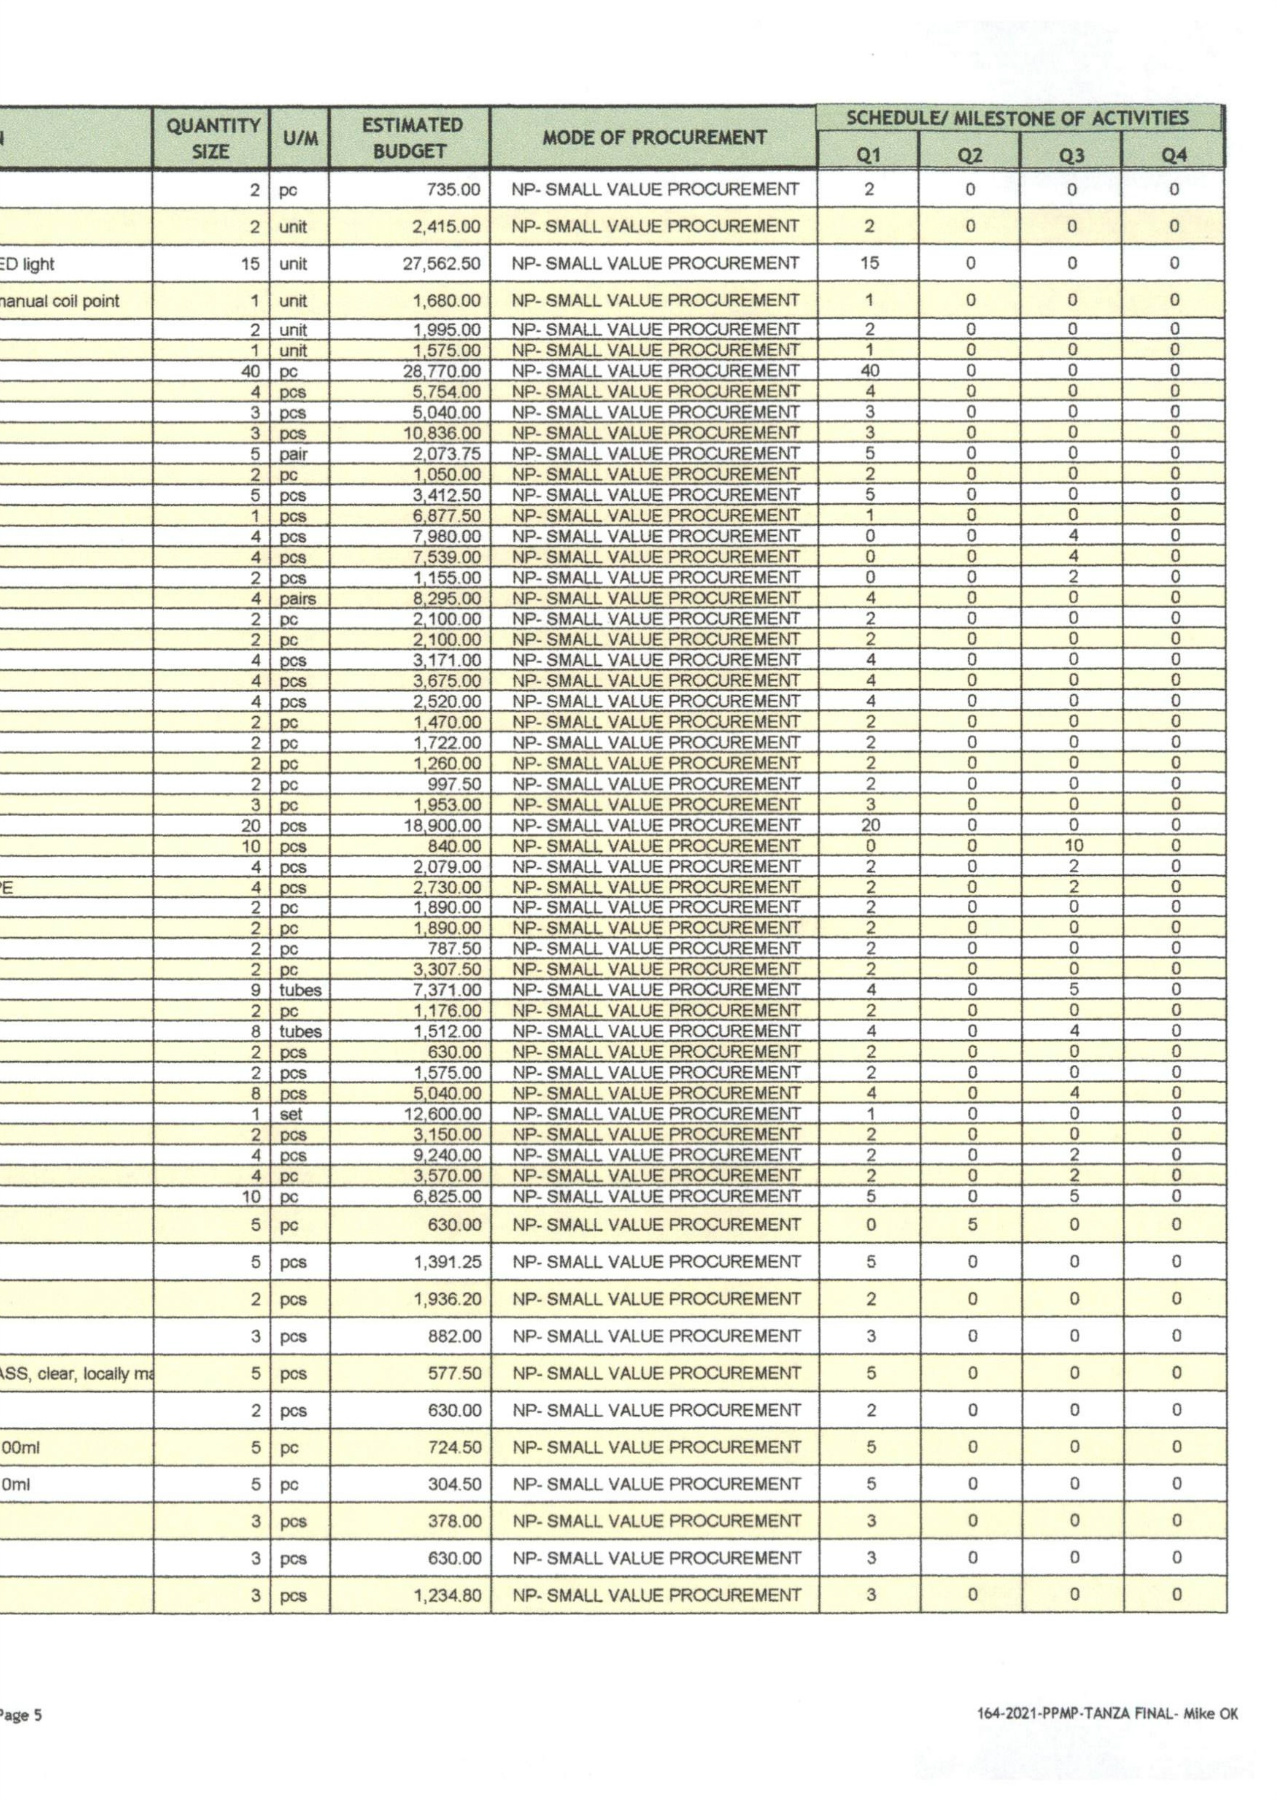 N QUANTITY SIZE U/M ESTIMATED BUDGET MODE OF PROCUREMENT SCHEDULE/ MILESTONE OF ACTIVITIES
Q1 Q2 Q3 Q4
2 pc 735.00 NP- SMALL VALUE PROCUREMENT 2 0 0 0
2 unit 2,415.00 NP- SMALL VALUE PROCUREMENT 2 0 0 0
ED light 15 unit 27,562.50 NP- SMALL VALUE PROCUREMENT 15 0 0 0
manual coil point 1 unit 1,680.00 NP- SMALL VALUE PROCUREMENT 1 0 0 0
2 unit 1,995.00 NP- SMALL VALUE PROCUREMENT 2 0 0 0
1 unit 1,575.00 NP- SMALL VALUE PROCUREMENT 1 0 0 0
40 pc 28,770.00 NP- SMALL VALUE PROCUREMENT 40 0 0 0
4 pcs 5,754.00 NP- SMALL VALUE PROCUREMENT 4 0 0 0
3 pcs 5,040.00 NP- SMALL VALUE PROCUREMENT 3 0 0 0
3 pcs 10,836.00 NP- SMALL VALUE PROCUREMENT 3 0 0 0
5 pair 2,073.75 NP- SMALL VALUE PROCUREMENT 5 0 0 0
2 pc 1,050.00 NP- SMALL VALUE PROCUREMENT 2 0 0 0
5 pcs 3,412.50 NP- SMALL VALUE PROCUREMENT 5 0 0 0
1 pcs 6,877.50 NP- SMALL VALUE PROCUREMENT 1 0 0 0
4 pcs 7,980.00 NP- SMALL VALUE PROCUREMENT 0 0 4 0
4 pcs 7,539.00 NP- SMALL VALUE PROCUREMENT 0 0 4 0
2 pcs 1,155.00 NP- SMALL VALUE PROCUREMENT 0 0 2 0
4 pairs 8,295.00 NP- SMALL VALUE PROCUREMENT 4 0 0 0
2 pc 2,100.00 NP- SMALL VALUE PROCUREMENT 2 0 0 0
2 pc 2,100.00 NP- SMALL VALUE PROCUREMENT 2 0 0 0
4 pcs 3,171.00 NP- SMALL VALUE PROCUREMENT 4 0 0 0
4 pcs 3,675.00 NP- SMALL VALUE PROCUREMENT 4 0 0 0
4 pcs 2,520.00 NP- SMALL VALUE PROCUREMENT 4 0 0 0
2 pc 1,470.00 NP- SMALL VALUE PROCUREMENT 2 0 0 0
2 pc 1,722.00 NP- SMALL VALUE PROCUREMENT 2 0 0 0
2 pc 1,260.00 NP- SMALL VALUE PROCUREMENT 2 0 0 0
2 pc 997.50 NP- SMALL VALUE PROCUREMENT 2 0 0 0
3 pc 1,953.00 NP- SMALL VALUE PROCUREMENT 3 0 0 0
20 pcs 18,900.00 NP- SMALL VALUE PROCUREMENT 20 0 0 0
10 pcs 840.00 NP- SMALL VALUE PROCUREMENT 0 0 10 0
4 pcs 2,079.00 NP- SMALL VALUE PROCUREMENT 2 0 2 0
PE 4 pcs 2,730.00 NP- SMALL VALUE PROCUREMENT 2 0 2 0
2 pc 1,890.00 NP- SMALL VALUE PROCUREMENT 2 0 0 0
2 pc 1,890.00 NP- SMALL VALUE PROCUREMENT 2 0 0 0
2 pc 787.50 NP- SMALL VALUE PROCUREMENT 2 0 0 0
2 pc 3,307.50 NP- SMALL VALUE PROCUREMENT 2 0 0 0
9 tubes 7,371.00 NP- SMALL VALUE PROCUREMENT 4 0 5 0
2 pc 1,176.00 NP- SMALL VALUE PROCUREMENT 2 0 0 0
8 tubes 1,512.00 NP- SMALL VALUE PROCUREMENT 4 0 4 0
2 pcs 630.00 NP- SMALL VALUE PROCUREMENT 2 0 0 0
2 pcs 1,575.00 NP- SMALL VALUE PROCUREMENT 2 0 0 0
8 pcs 5,040.00 NP- SMALL VALUE PROCUREMENT 4 0 4 0
1 set 12,600.00 NP- SMALL VALUE PROCUREMENT 1 0 0 0
2 pcs 3,150.00 NP- SMALL VALUE PROCUREMENT 2 0 0 0
4 pcs 9,240.00 NP- SMALL VALUE PROCUREMENT 2 0 2 0
4 pc 3,570.00 NP- SMALL VALUE PROCUREMENT 2 0 2 0
10 pc 6,825.00 NP- SMALL VALUE PROCUREMENT 5 0 5 0
5 pc 630.00 NP- SMALL VALUE PROCUREMENT 0 5 0 0
5 pcs 1,391.25 NP- SMALL VALUE PROCUREMENT 5 0 0 0
2 pcs 1,936.20 NP- SMALL VALUE PROCUREMENT 2 0 0 0
3 pcs 882.00 NP- SMALL VALUE PROCUREMENT 3 0 0 0
ASS, clear, locally ma 5 pcs 577.50 NP- SMALL VALUE PROCUREMENT 5 0 0 0
2 pcs 630.00 NP- SMALL VALUE PROCUREMENT 2 0 0 0
00ml 5 pc 724.50 NP- SMALL VALUE PROCUREMENT 5 0 0 0
0ml 5 pc 304.50 NP- SMALL VALUE PROCUREMENT 5 0 0 0
3 pcs 378.00 NP- SMALL VALUE PROCUREMENT 3 0 0 0
3 pcs 630.00 NP- SMALL VALUE PROCUREMENT 3 0 0 0
3 pcs 1,234.80 NP- SMALL VALUE PROCUREMENT 3 0 0 0
Page 5 164-2021-PPMP-TANZA FINAL- Mike OK